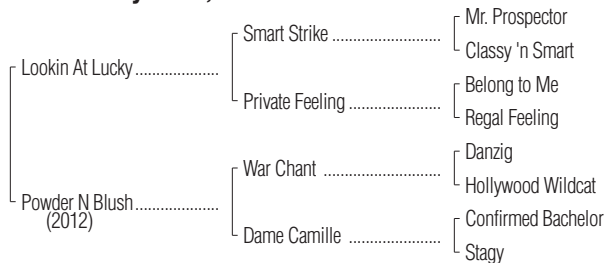 Mr. Prospector
Smart Strike ........................
Classy 'n Smart
Lookin At Lucky ...................
Belong to Me
Private Feeling .....................
Regal Feeling
Danzig
War Chant ..........................
Hollywood Wildcat
Powder N Blush ...................
(2012)
Confirmed Bachelor
Dame Camille .....................
Stagy